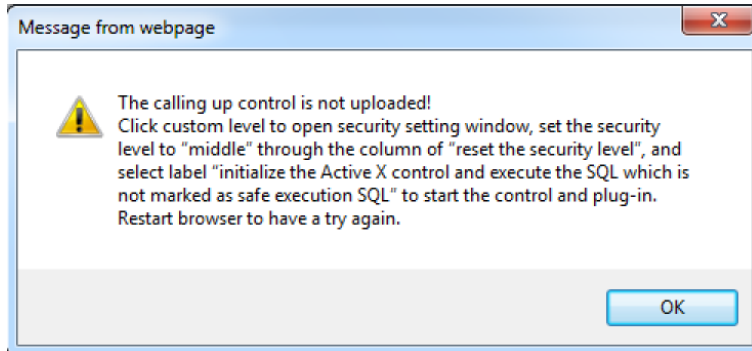 Message from webpage
The calling up control is not uploaded!
Click custom level to open security setting window, set the security
level to "middle" through the column of "reset the security level", and
select label "initialize the Active X control and execute the SQL which is
not marked as safe execution SQL" to start the control and plug-in.
Restart browser to have a try again.
OK